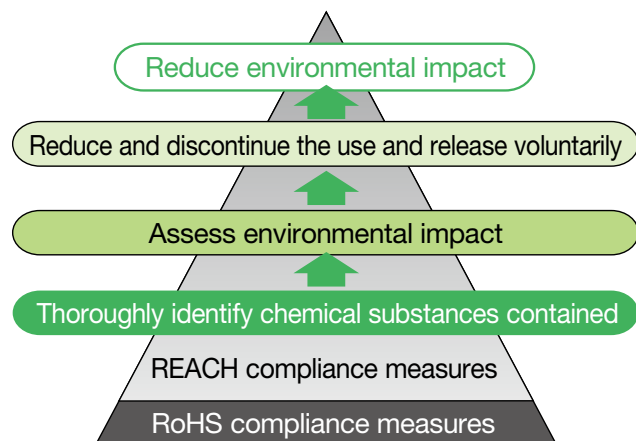 Reduce environmental impact
Reduce and discontinue the use and release voluntarily
Assess environmental impact
Thoroughly identify chemical substances contained
REACH compliance measures
RoHS compliance measures